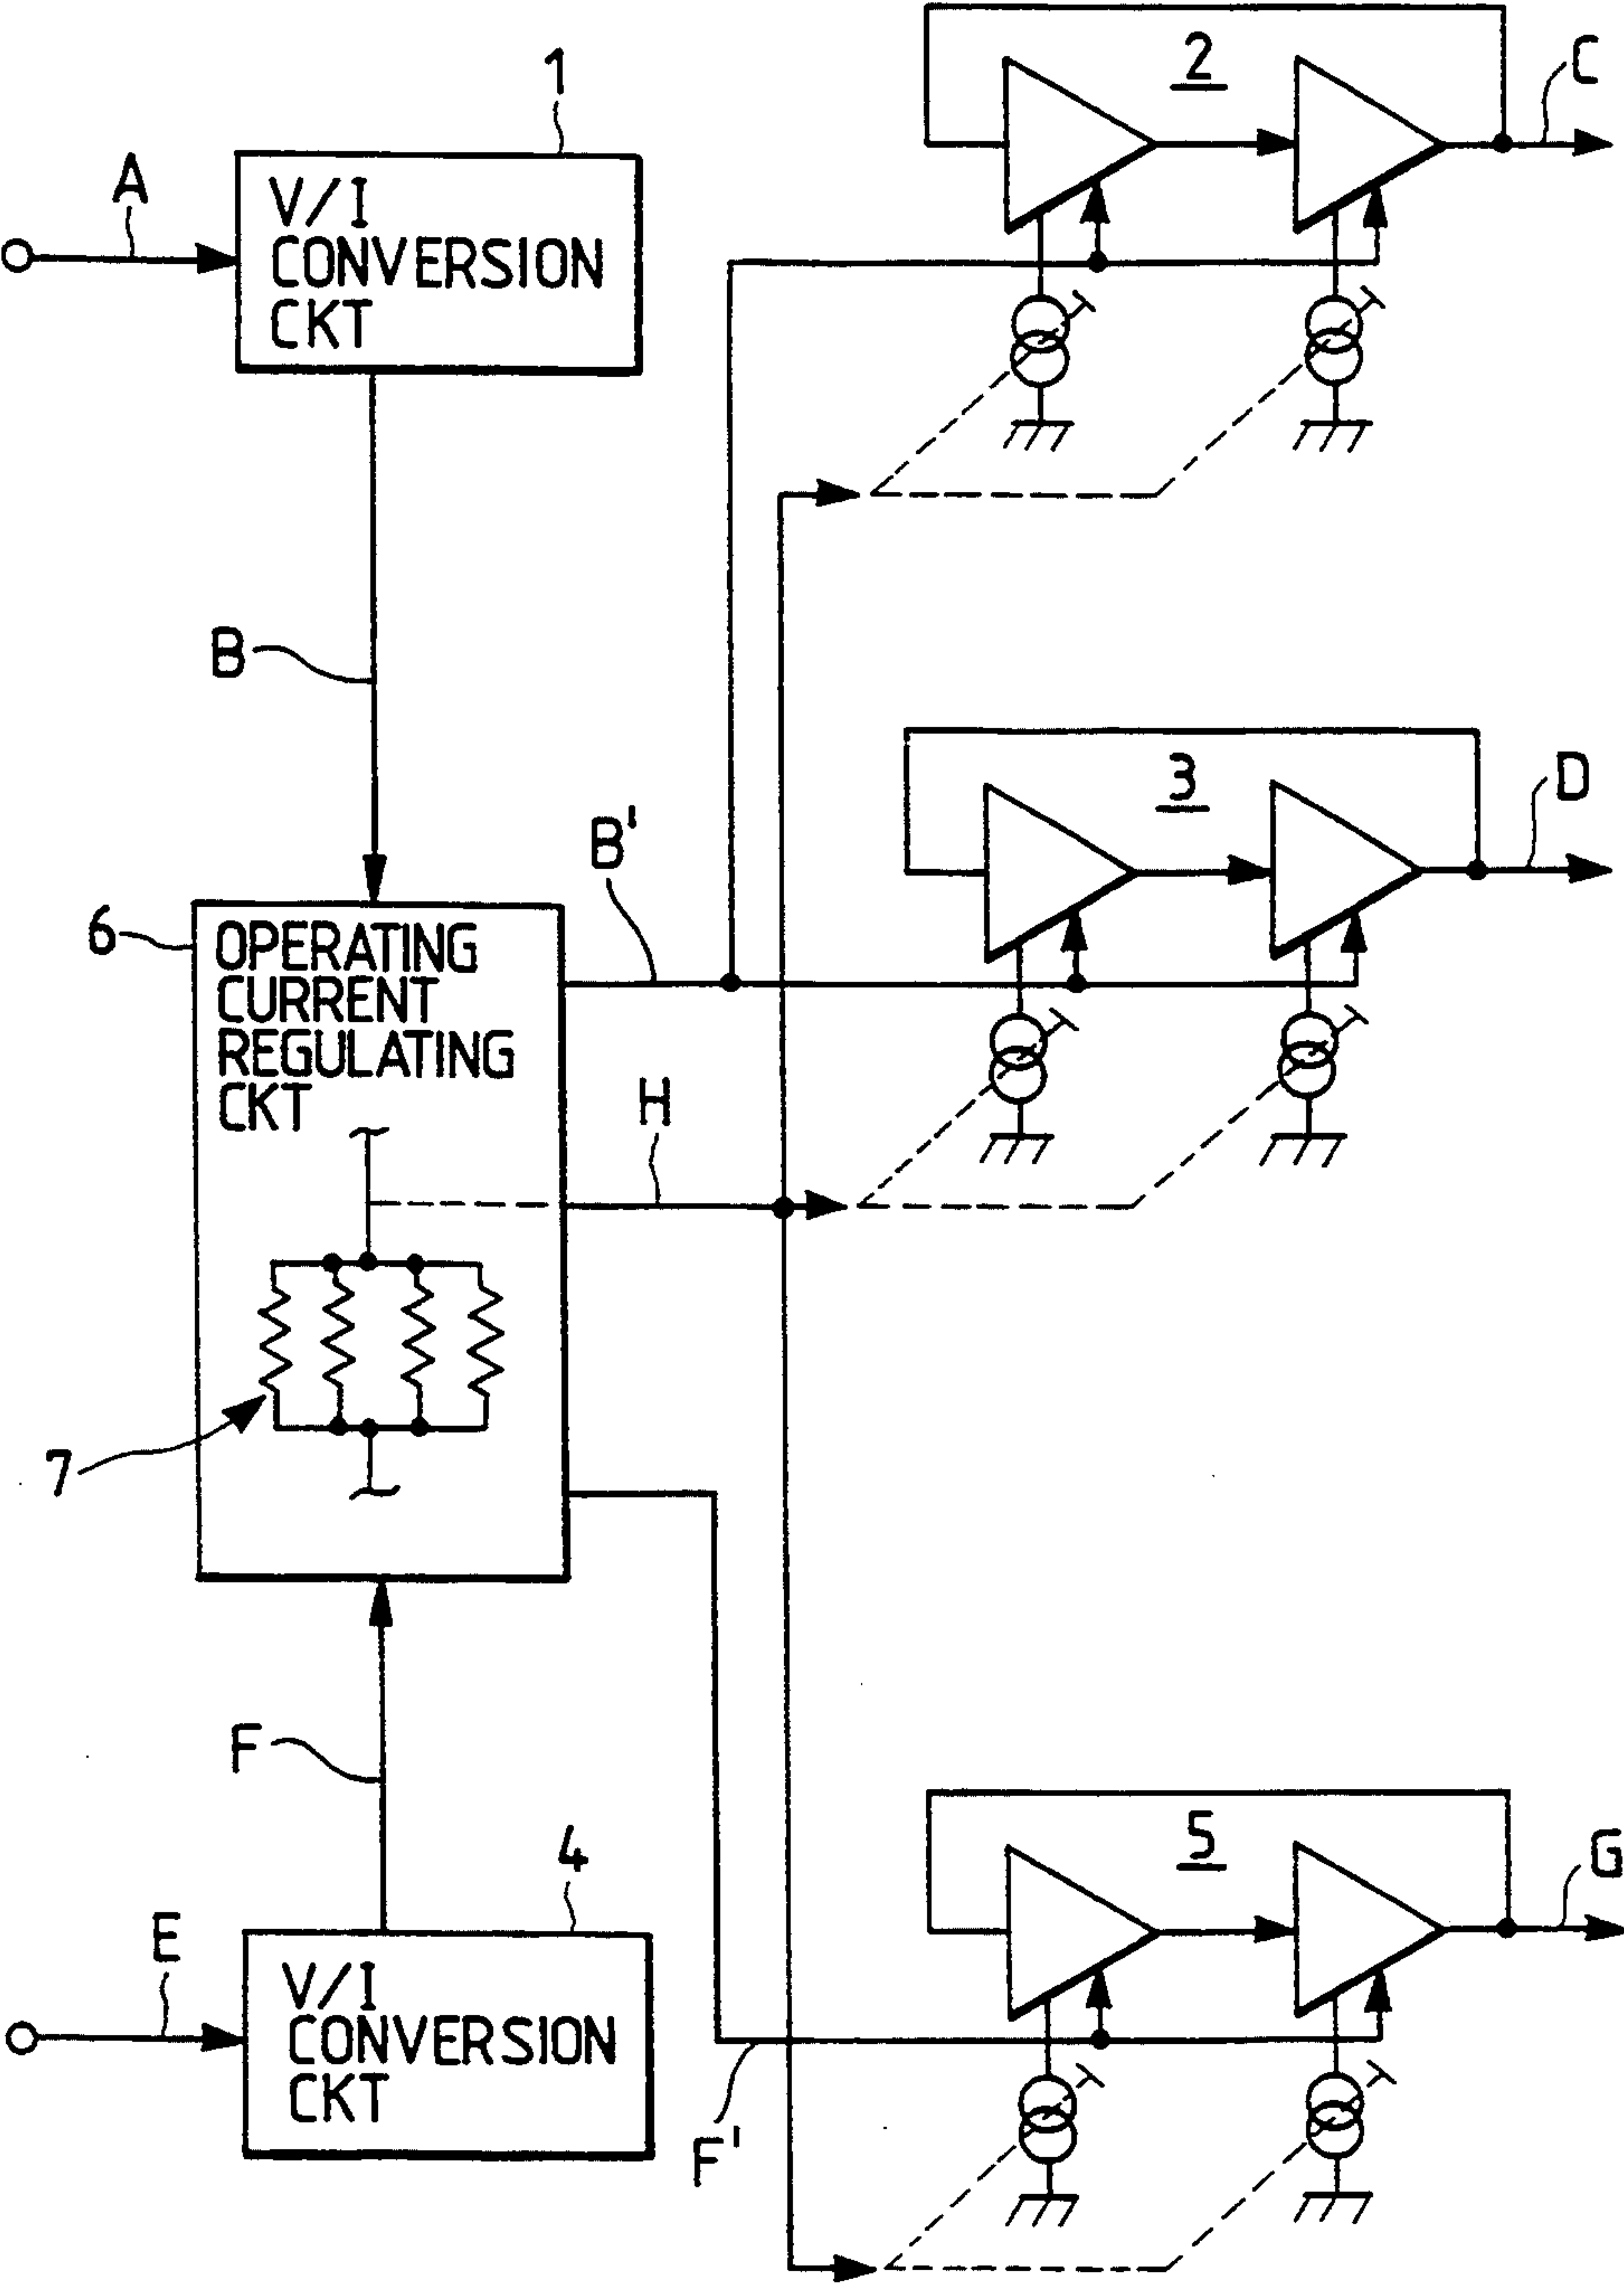 1
2
C
A
V/I
CONVERSION
CKT
B
3
D
B'
6
OPERATING
CURRENT
REGULATING
CKT
H
7
F
5
G
4
E
V/I
CONVERSION
CKT
F'